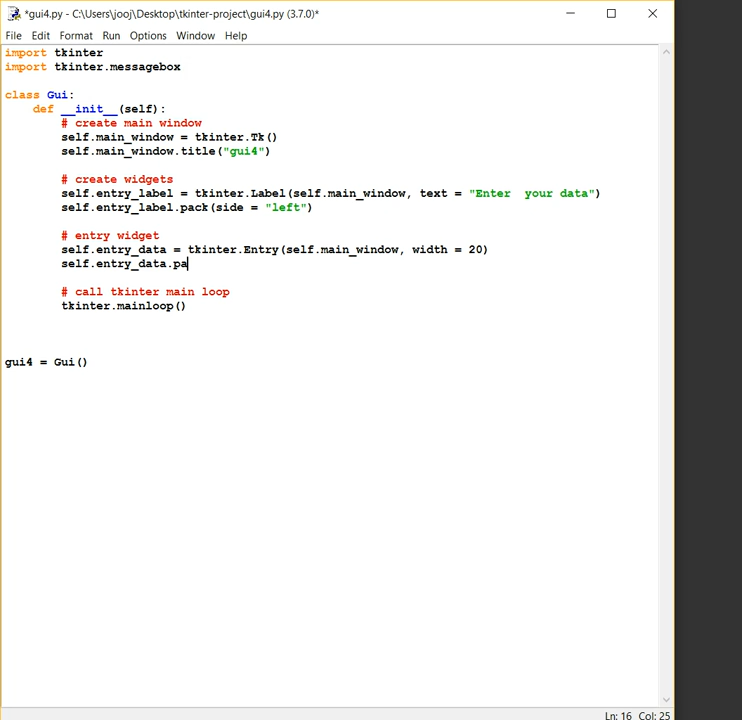 *gui4.py - C:\Users\jooj\Desktop\tkinter-project\gui4.py (3.7.0)*
File Edit Format Run Options Window Help
import tkinter
import tkinter.messagebox
class Gui:
    def __init__(self):
        # create main window
        self.main_window = tkinter.Tk()
        self.main_window.title("gui4")
        # create widgets
        self.entry_label = tkinter.Label(self.main_window, text = "Enter  your data")
        self.entry_label.pack(side = "left")
        # entry widget
        self.entry_data = tkinter.Entry(self.main_window, width = 20)
        self.entry_data.pa
        # call tkinter main loop
        tkinter.mainloop()
gui4 = Gui()
Ln: 16 Col: 25